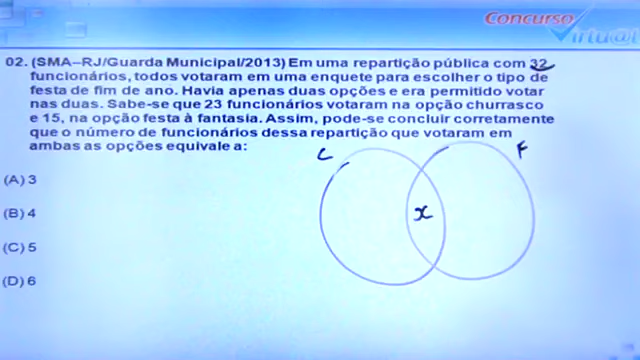 Concurso
Virtual
02. (SMA–RJ/Guarda Municipal/2013) Em uma repartição pública com 32
funcionários, todos votaram em uma enquete para escolher o tipo de
festa de fim de ano. Havia apenas duas opções e era permitido votar
nas duas. Sabe-se que 23 funcionários votaram na opção churrasco
e 15, na opção festa à fantasia. Assim, pode-se concluir corretamente
que o número de funcionários dessa repartição que votaram em
ambas as opções equivale a:
C F
(A) 3
(B) 4
x
(C) 5
(D) 6